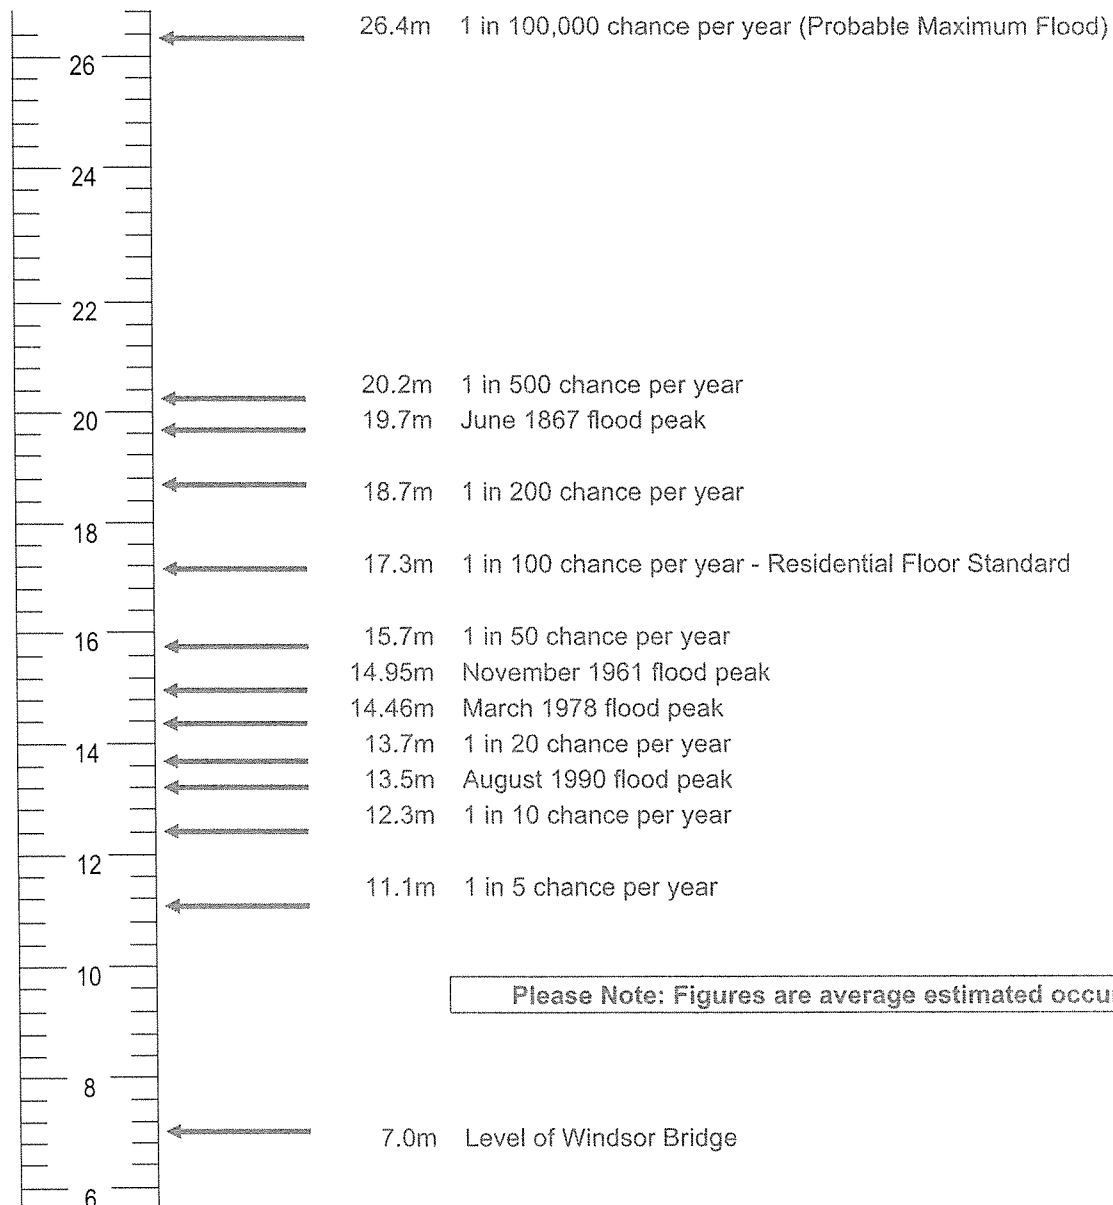 26.4m 1 in 100,000 chance per year (Probable Maximum Flood)
26
24
22
20.2m 1 in 500 chance per year
20
19.7m June 1867 flood peak
18.7m 1 in 200 chance per year
18
17.3m 1 in 100 chance per year - Residential Floor Standard
16
15.7m 1 in 50 chance per year
14.95m November 1961 flood peak
14.46m March 1978 flood peak
14
13.7m 1 in 20 chance per year
13.5m August 1990 flood peak
12.3m 1 in 10 chance per year
12
11.1m 1 in 5 chance per year
10
Please Note: Figures are average estimated
8
7.0m Level of Windsor Bridge
6